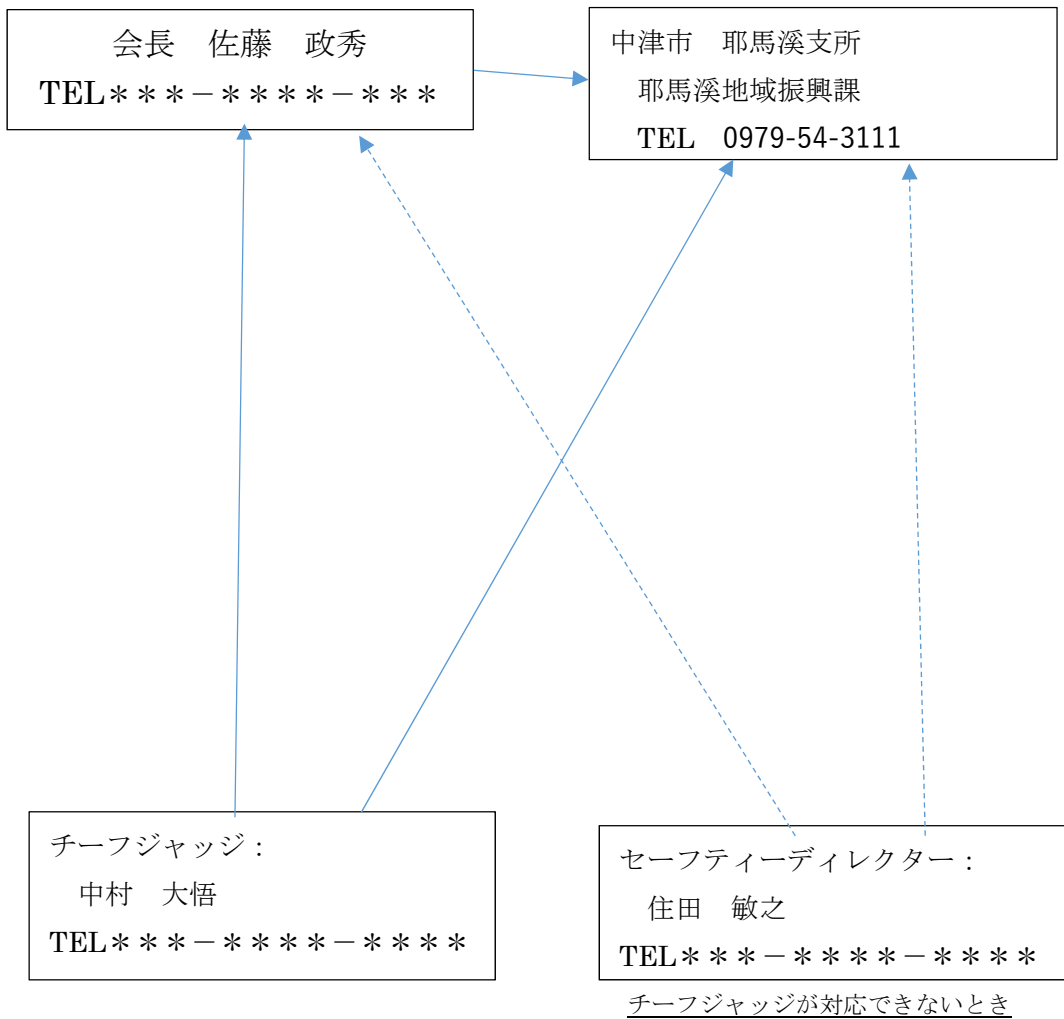 会長　佐藤　政秀
TEL＊＊＊－＊＊＊＊－＊＊＊
中津市　耶馬溪支所
耶馬溪地域振興課
TEL　0979-54-3111
チーフジャッジ：
中村　大悟
TEL＊＊＊－＊＊＊＊－＊＊＊＊
セーフティーディレクター：
住田　敏之
TEL＊＊＊－＊＊＊＊－＊＊＊＊
チーフジャッジが対応できないとき